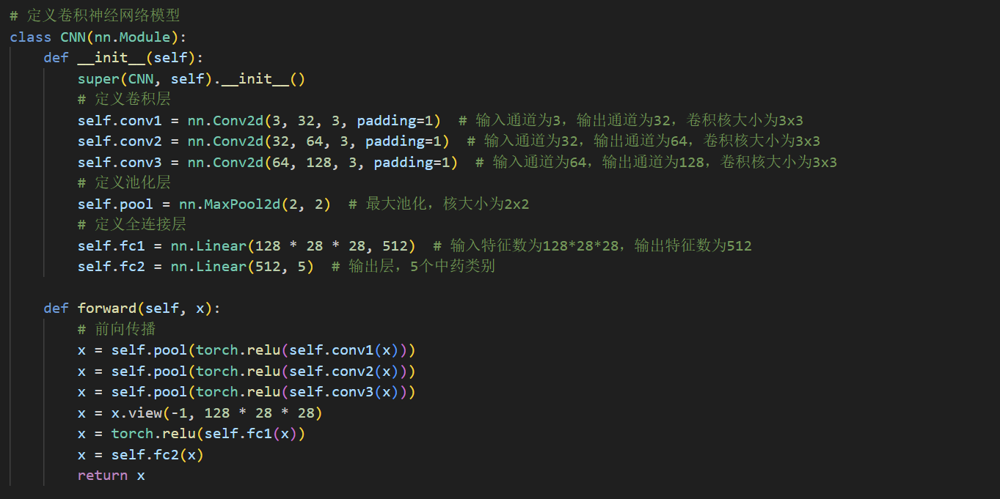 # 定义卷积神经网络模型
class CNN(nn.Module):
    def __init__(self):
        super(CNN, self).__init__()
        # 定义卷积层
        self.conv1 = nn.Conv2d(3, 32, 3, padding=1)  # 输入通道为3，输出通道为32，卷积核大小为3x3
        self.conv2 = nn.Conv2d(32, 64, 3, padding=1)  # 输入通道为32，输出通道为64，卷积核大小为3x3
        self.conv3 = nn.Conv2d(64, 128, 3, padding=1)  # 输入通道为64，输出通道为128，卷积核大小为3x3
        # 定义池化层
        self.pool = nn.MaxPool2d(2, 2)  # 最大池化，核大小为2x2
        # 定义全连接层
        self.fc1 = nn.Linear(128 * 28 * 28, 512)  # 输入特征数为128*28*28，输出特征数为512
        self.fc2 = nn.Linear(512, 5)  # 输出层，5个中药类别

    def forward(self, x):
        # 前向传播
        x = self.pool(torch.relu(self.conv1(x)))
        x = self.pool(torch.relu(self.conv2(x)))
        x = self.pool(torch.relu(self.conv3(x)))
        x = x.view(-1, 128 * 28 * 28)
        x = torch.relu(self.fc1(x))
        x = self.fc2(x)
        return x